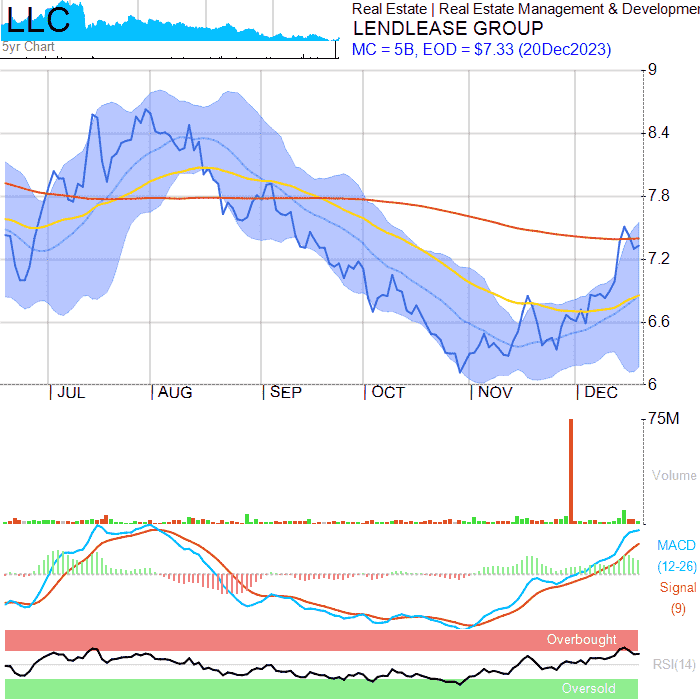 LLC
5yr Chart
Real Estate | Real Estate Management & Developmer
LENDLEASE GROUP
MC = 5B, EOD = $7.33 (20Dec2023)
9
8.4
7.8
7.2
6.6
6
JUL AUG SEP OCT NOV DEC
75M
Volume
MACD
(12-26)
Signal
(9)
Overbought
RSI(14)
Oversold